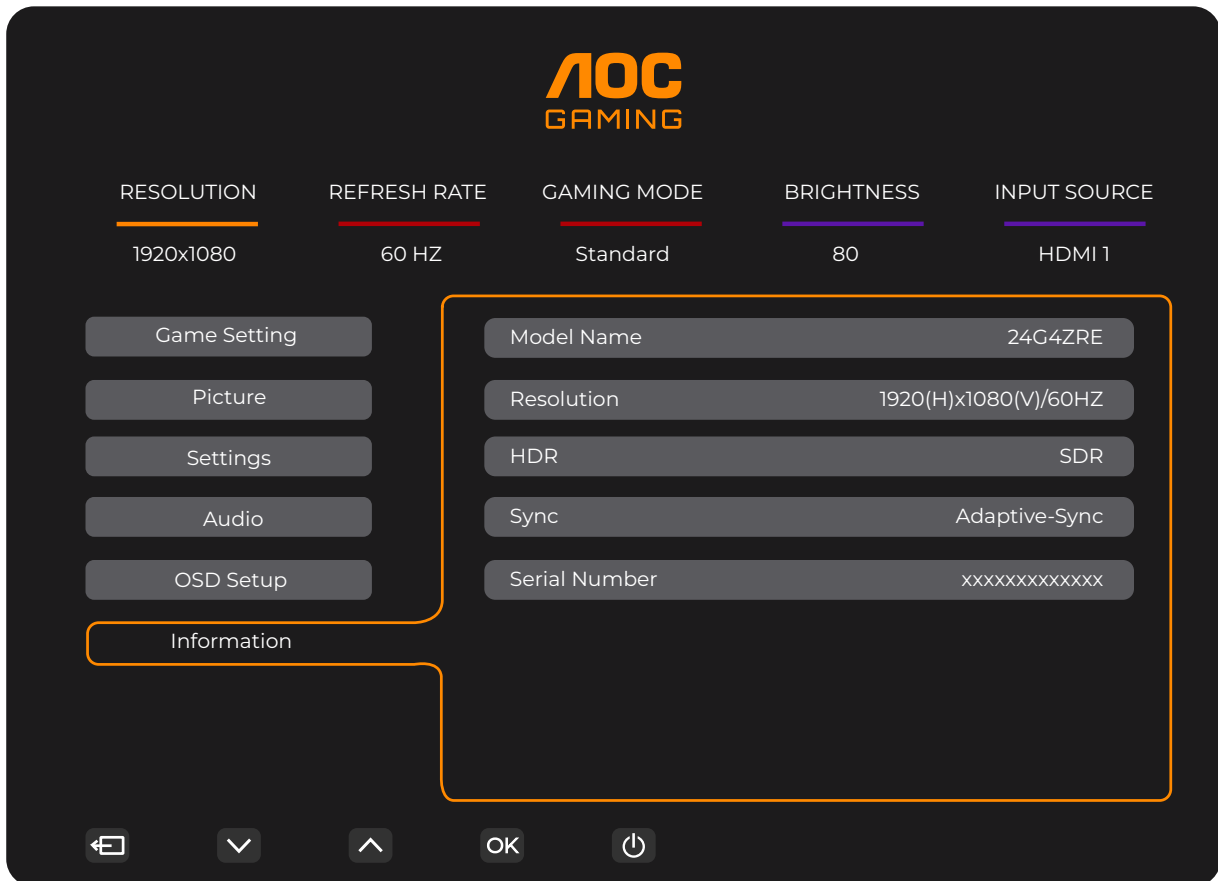 AOC
GAMING
RESOLUTION REFRESH RATE GAMING MODE BRIGHTNESS INPUT SOURCE
1920x1080 60 HZ Standard 80 HDMI 1
Game Setting Model Name 24G4ZRE
Picture Resolution 1920(H)x1080(V)/60HZ
Settings HDR SDR
Audio Sync Adaptive-Sync
OSD Setup Serial Number xxxxxxxxxxxxx
Information
OK